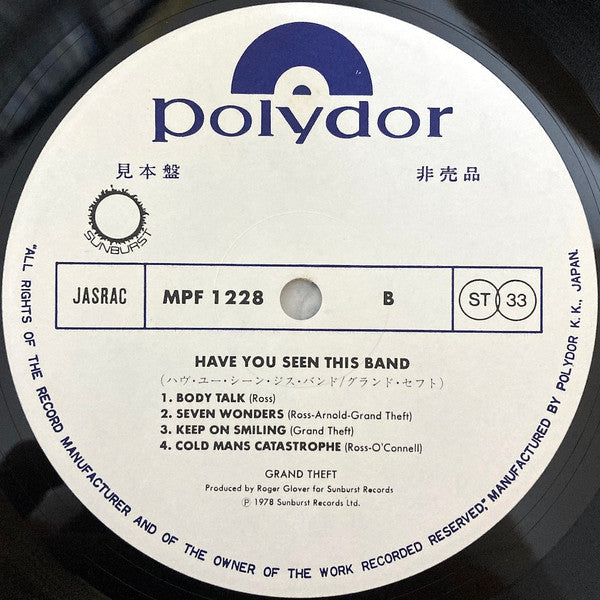 polydor
見本盤
非売品
SUNBURST
JASRAC
MPF 1228
B
ST 33
HAVE YOU SEEN THIS BAND
(ハヴ・ユー・シーン・ジス・バンド/グランド・セフト)
1. BODY TALK (Ross)
2. SEVEN WONDERS (Ross-Arnold-Grand Theft)
3. KEEP ON SMILING (Grand Theft)
4. COLD MANS CATASTROPHE (Ross-O'Connell)
GRAND THEFT
Produced by Roger Glover for Sunburst Records
Ⓟ 1978 Sunburst Records Ltd.
"ALL RIGHTS OF THE RECORD MANUFACTURER AND OF THE OWNER OF THE WORK RECORDED RESERVED," MANUFACTURED BY POLYDOR K.K., JAPAN.